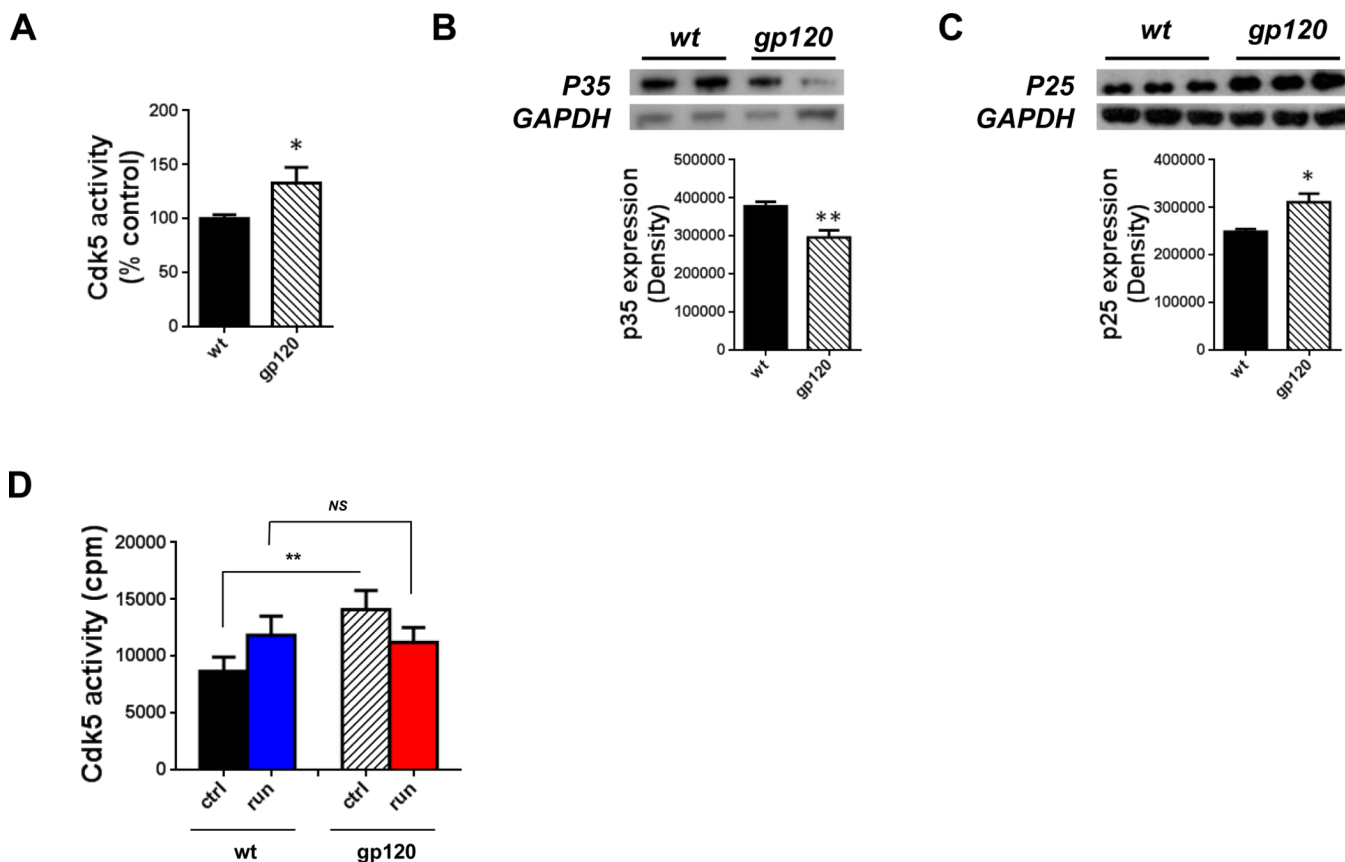 A
Cdk5 activity
(% control)
200
150
100
50
0
*
wt
gp120
B
wt gp120
P35
GAPDH
p35 expression
(Density)
500000
400000
300000
200000
100000
0
**
wt
gp120
C
wt gp120
P25
GAPDH
p25 expression
(Density)
400000
300000
200000
100000
0
*
wt
gp120
D
Cdk5 activity (cpm)
20000
15000
10000
5000
0
NS
**
ctrl run ctrl run
wt gp120